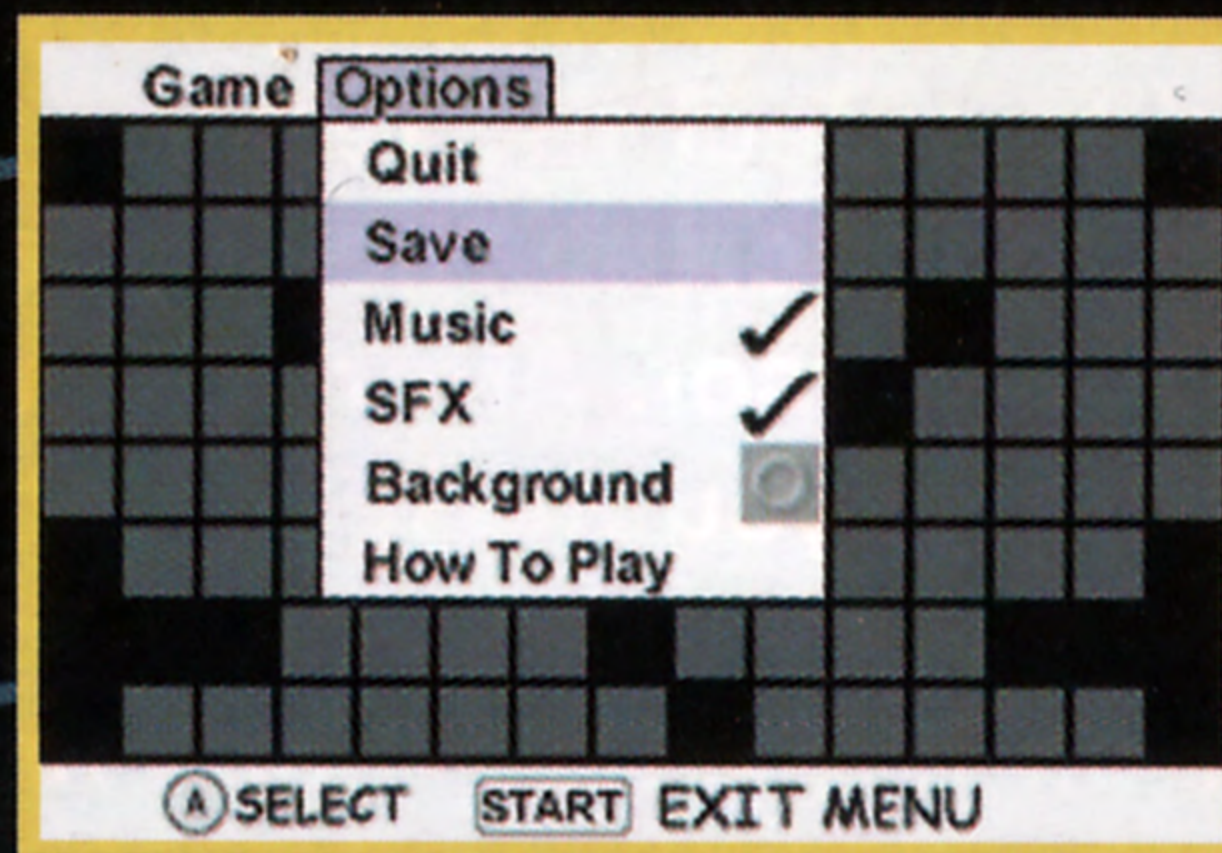 Game Options
Quit
Save
Music
SFX
Background
How To Play
A SELECT START EXIT MENU